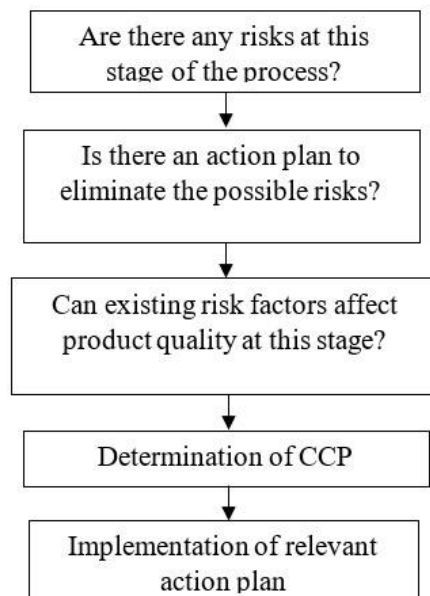 Are there any risks at this
stage of the process?
Is there an action plan to
eliminate the possible risks?
Can existing risk factors affect
product quality at this stage?
Determination of CCP
Implementation of relevant
action plan